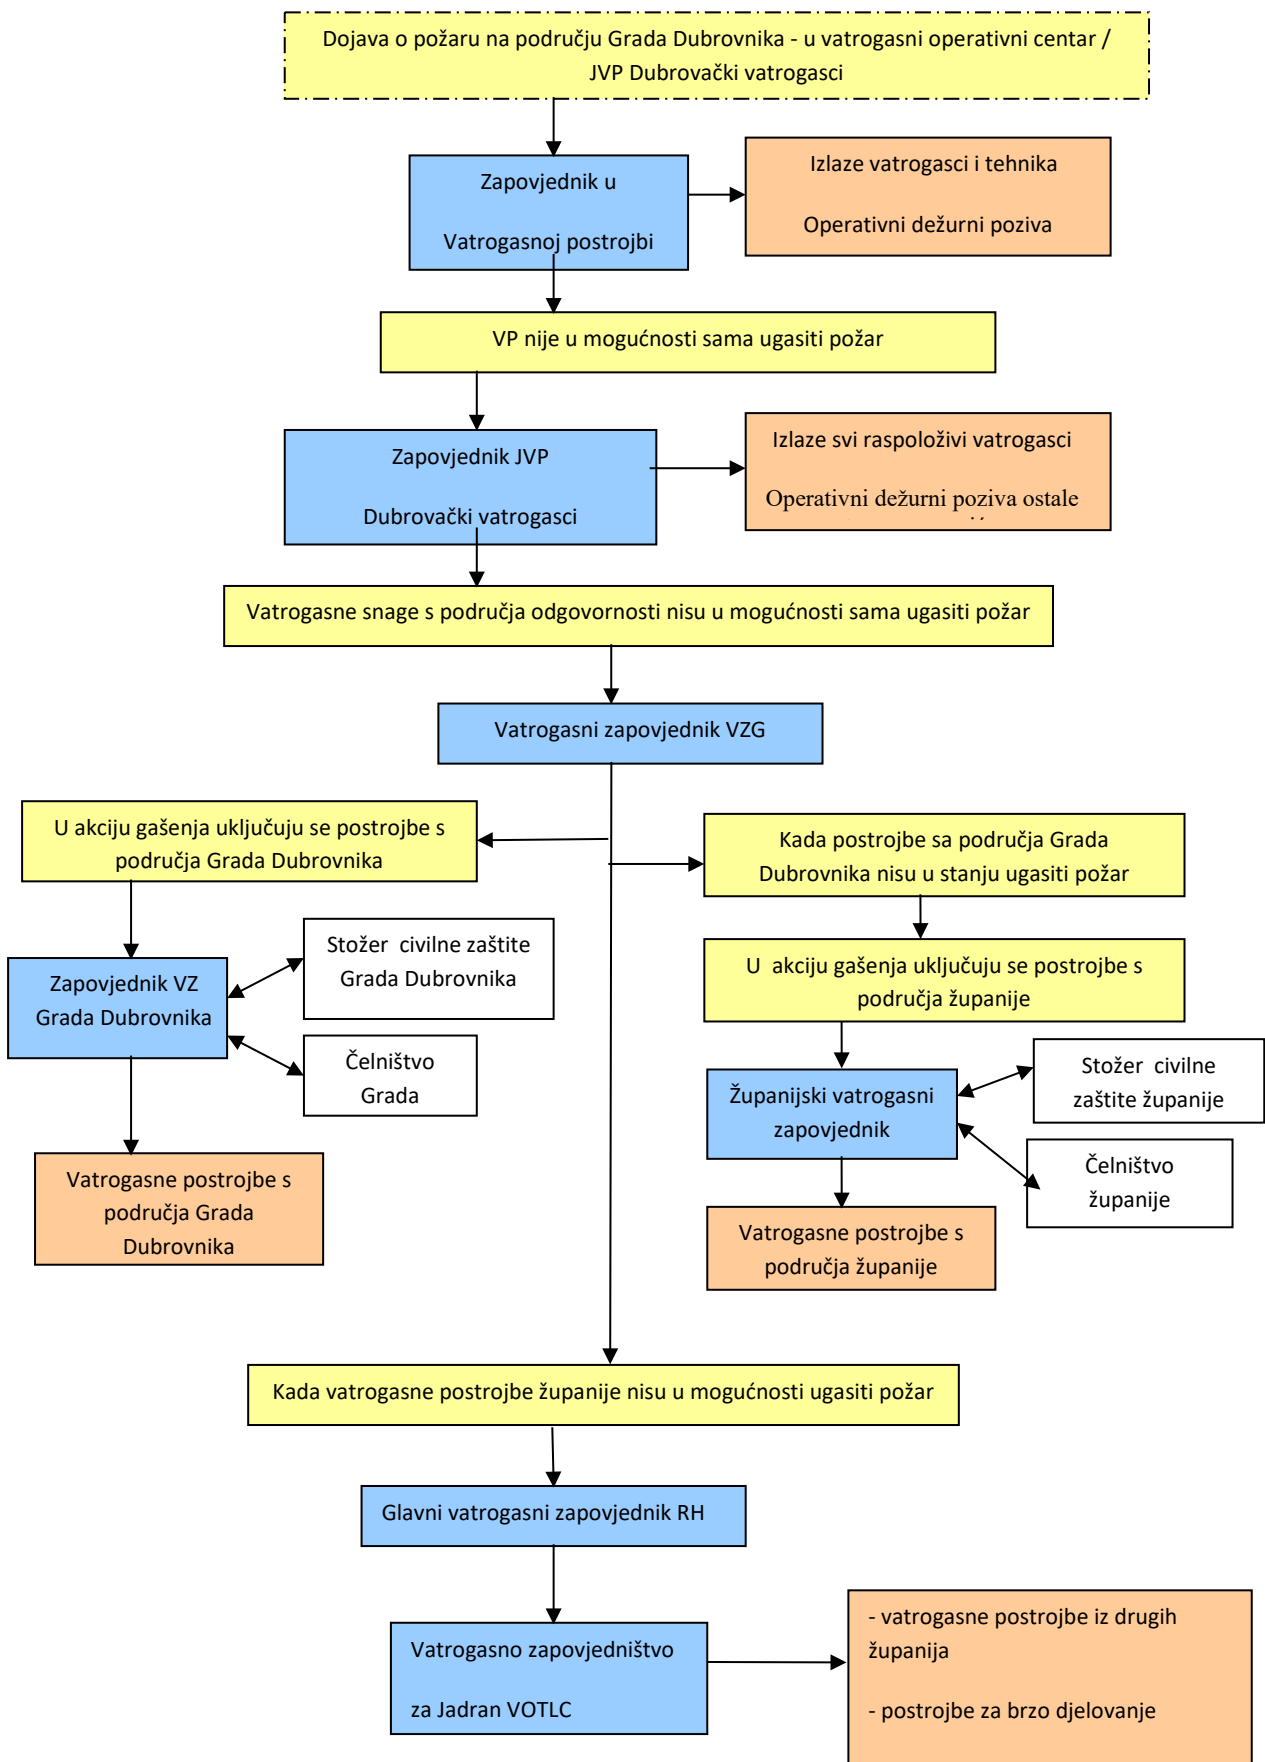 Dojava o požaru na području Grada Dubrovnika - u vatrogasni operativni centar /
JVP Dubrovački vatrogasci
Zapovjednik u
Vatrogasnoj postrojbi
Izlaze vatrogasci i tehnika
Operativni dežurni poziva
VP nije u mogućnosti sama ugasiti požar
Zapovjednik JVP
Dubrovački vatrogasci
Izlaze svi raspoloživi vatrogasci
Operativni dežurni poziva ostale
Vatrogasne snage s područja odgovornosti nisu u mogućnosti sama ugasiti požar
Vatrogasni zapovjednik VZG
U akciju gašenja uključuju se postrojbe s
područja Grada Dubrovnika
Kada postrojbe sa područja Grada
Dubrovnika nisu u stanju ugasiti požar
Stožer  civilne zaštite
Grada Dubrovnika
Zapovjednik VZ
Grada Dubrovnika
Čelništvo
Grada
U  akciju gašenja uključuju se postrojbe s
područja županije
Stožer  civilne
zaštite županije
Županijski vatrogasni
zapovjednik
Čelništvo
županije
Vatrogasne postrojbe s
područja Grada
Dubrovnika
Vatrogasne postrojbe s
područja županije
Kada vatrogasne postrojbe županije nisu u mogućnosti ugasiti požar
Glavni vatrogasni zapovjednik RH
Vatrogasno zapovjedništvo
za Jadran VOTLC
- vatrogasne postrojbe iz drugih
županija
- postrojbe za brzo djelovanje